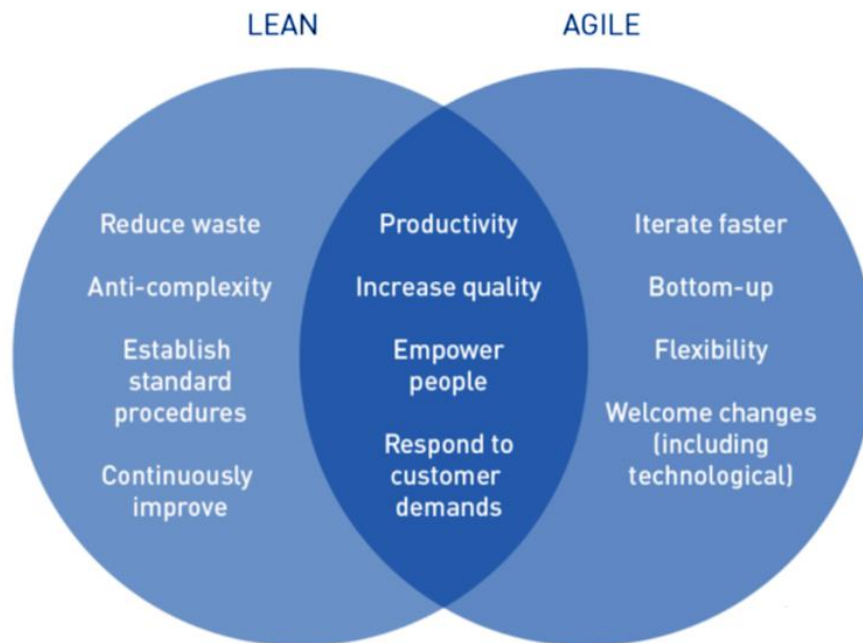 LEAN
AGILE
Reduce waste
Anti-complexity
Establish
standard
procedures
Continuously
improve
Productivity
Increase quality
Empower
people
Respond to
customer
demands
Iterate faster
Bottom-up
Flexibility
Welcome changes
(including
technological)